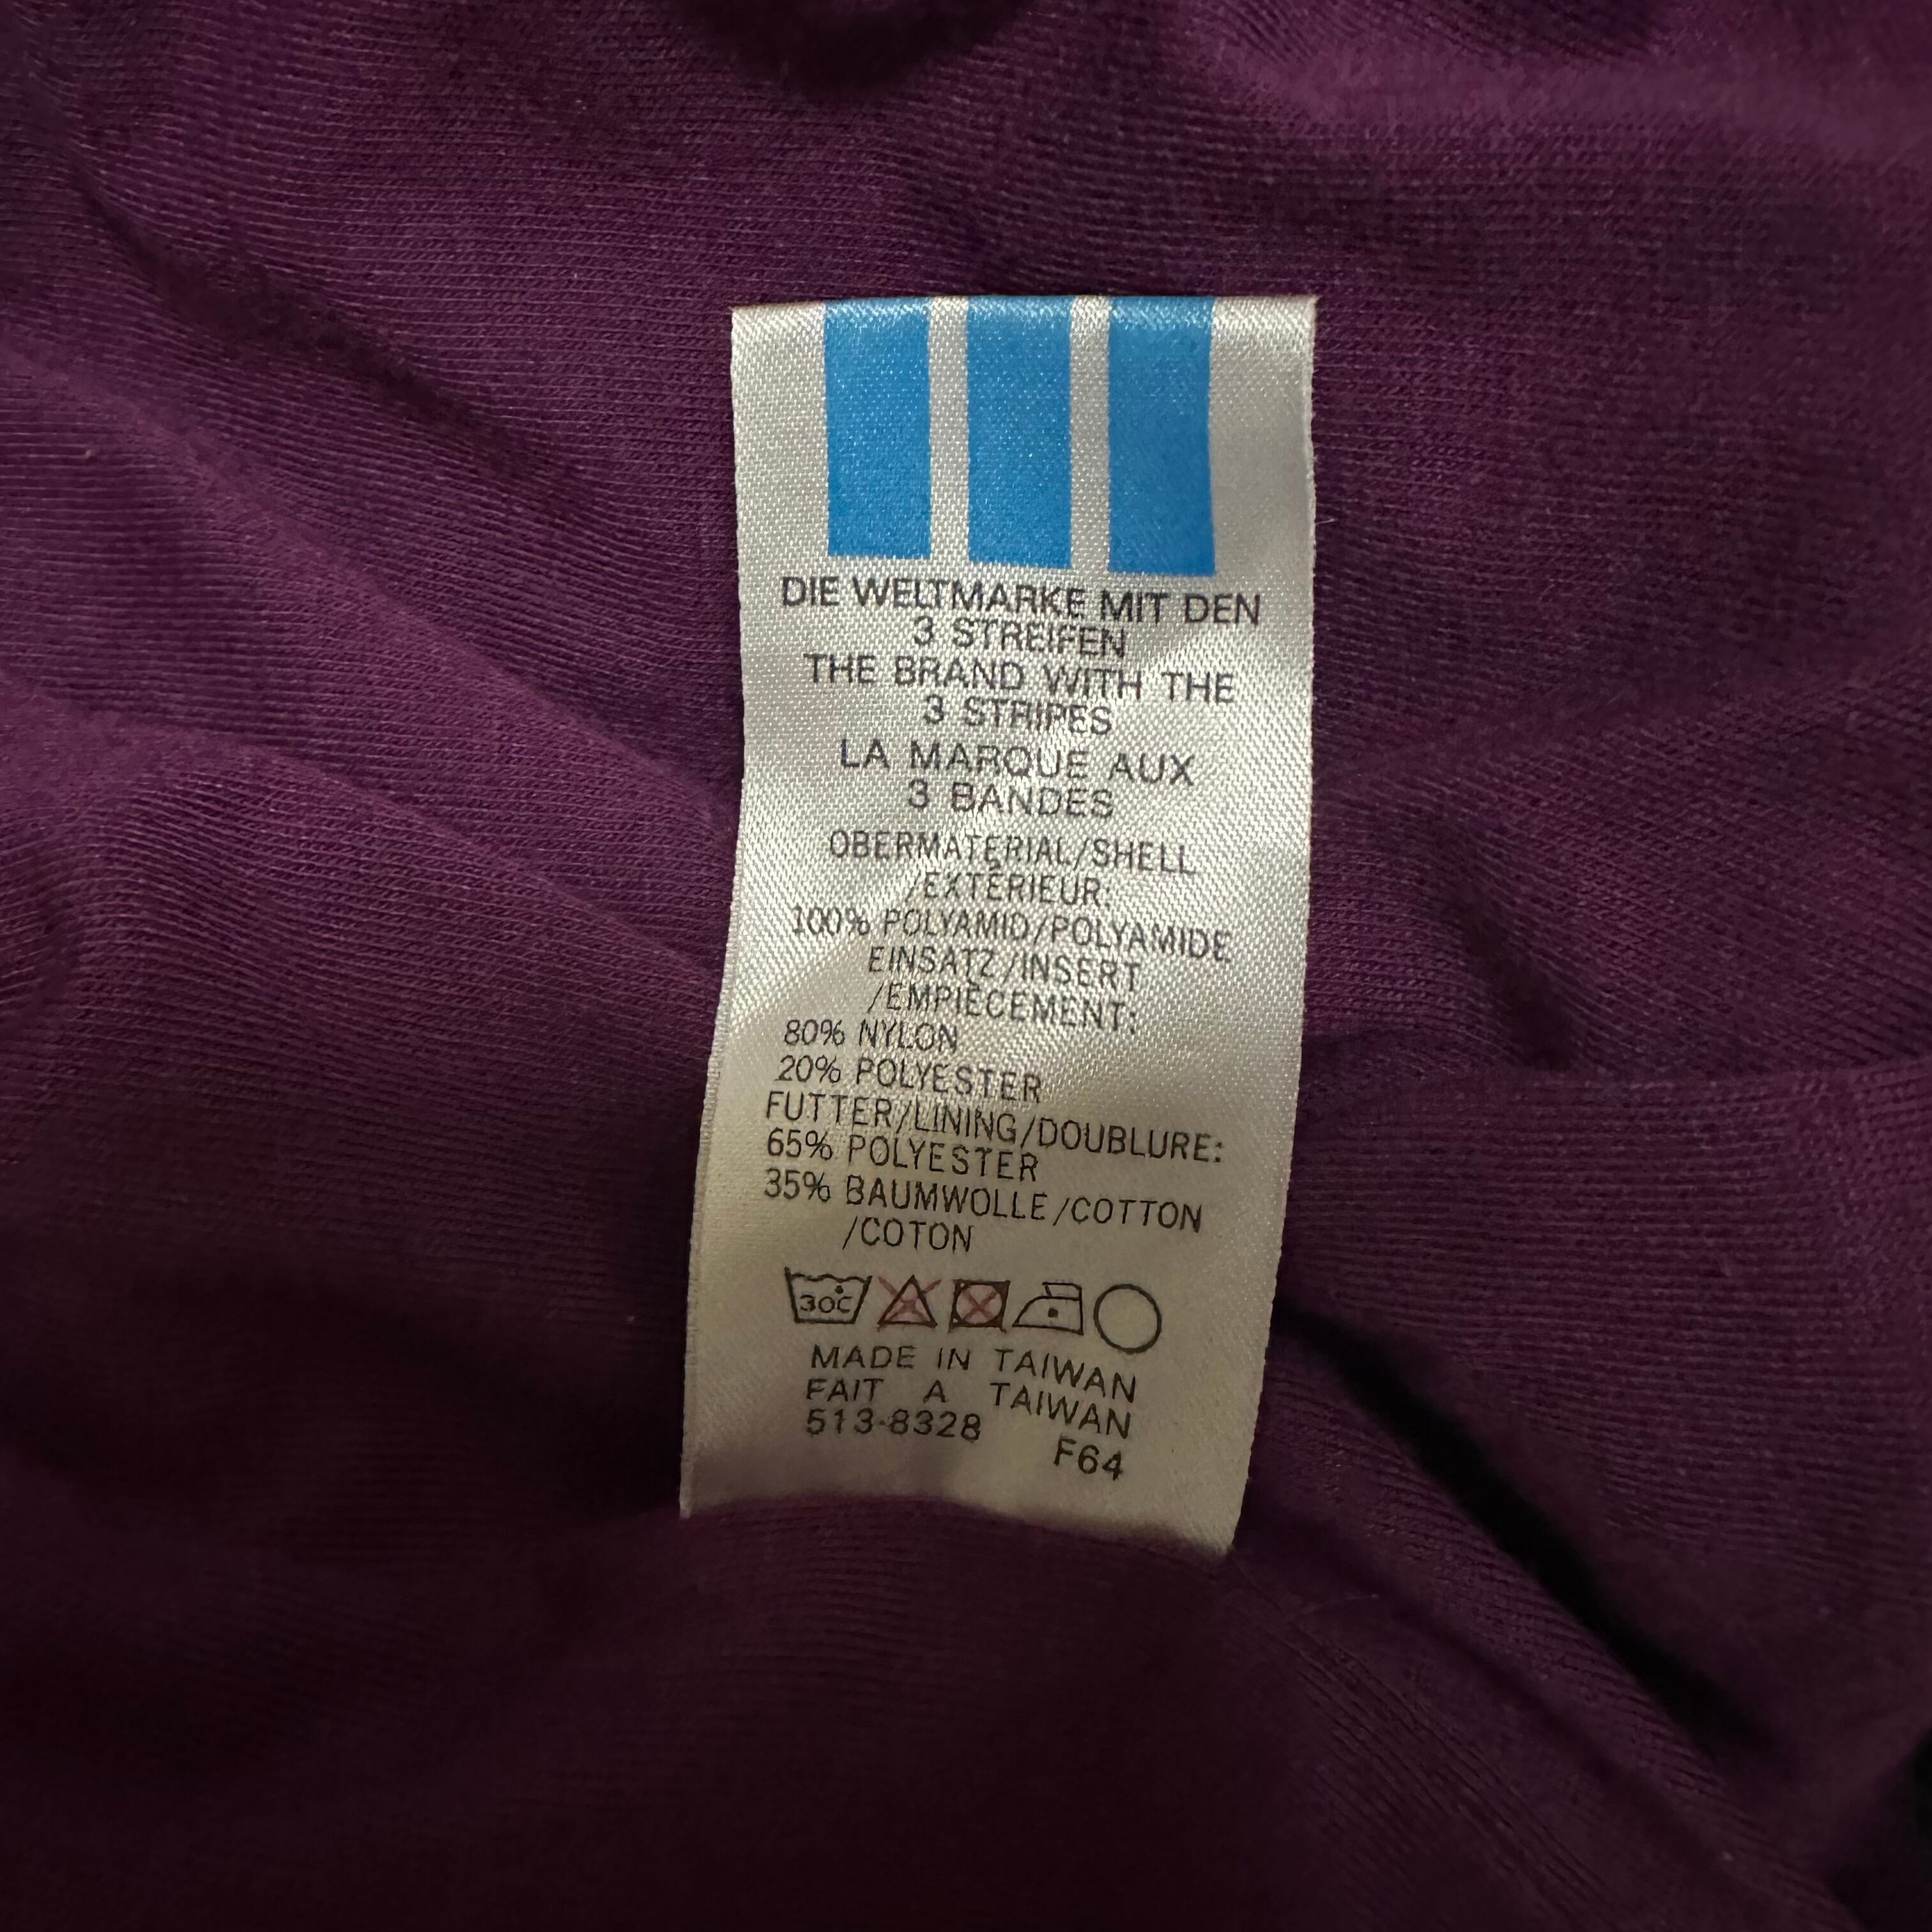 DIE WELTMARKE MIT DEN
3 STREIFEN
THE BRAND WITH THE
3 STRIPES
LA MARQUE AUX
3 BANDES
OBERMATERIAL/SHELL
/EXTÉRIEUR:
100% POLYAMID/POLYAMIDE
EINSATZ/INSERT
/EMPIÈCEMENT:
80% NYLON
20% POLYESTER
FUTTER/LINING/DOUBLURE:
65% POLYESTER
35% BAUMWOLLE/COTTON
/COTON
30C
MADE IN TAIWAN
FAIT A TAIWAN
513-8328
F64